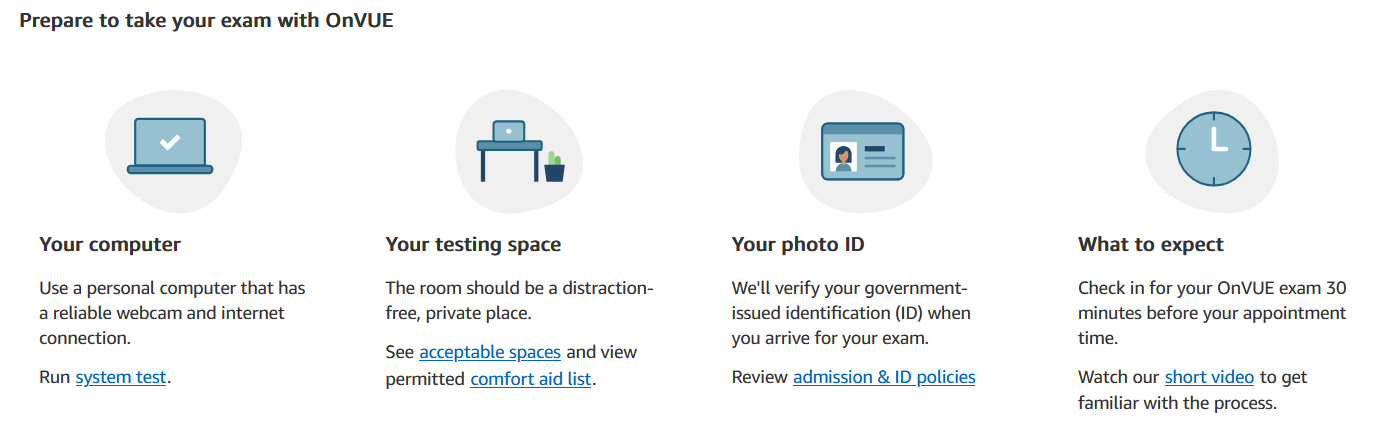 Prepare to take your exam with OnVUE
Your computer
Use a personal computer that has
a reliable webcam and internet
connection.
Run system test.
Your testing space
The room should be a distraction-
free, private place.
See acceptable spaces and view
permitted comfort aid list.
Your photo ID
We'll verify your government-
issued identification (ID) when
you arrive for your exam.
Review admission & ID policies
What to expect
Check in for your OnVUE exam 30
minutes before your appointment
time.
Watch our short video to get
familiar with the process.